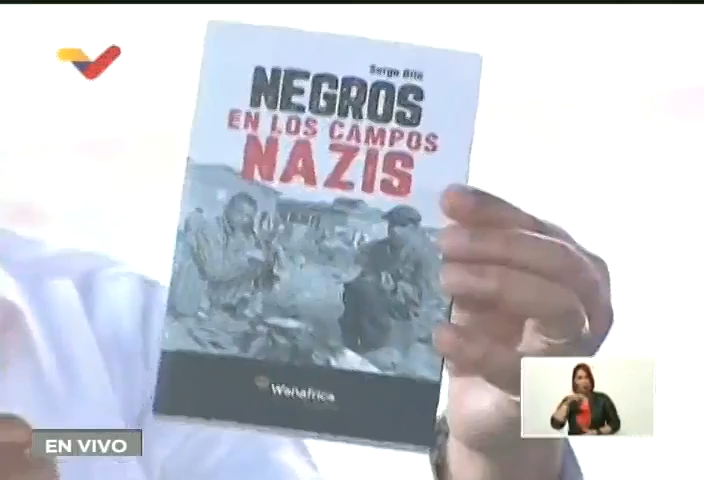 Serge Bilé
NEGROS
EN LOS CAMPOS
NAZIS
Wanafrica
EN VIVO